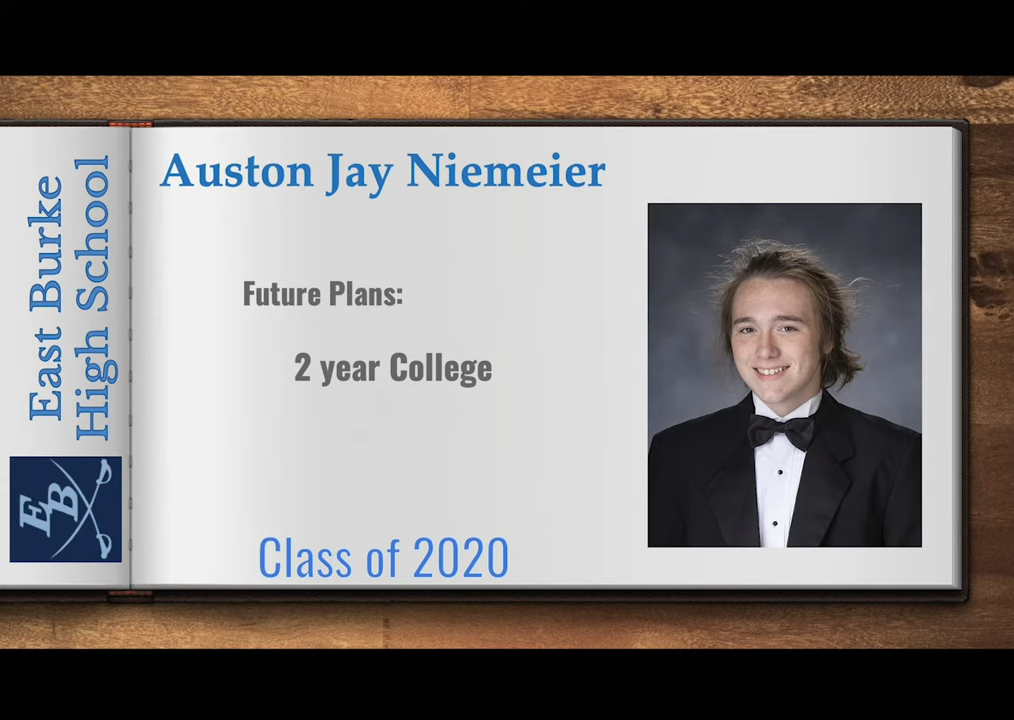 East Burke
High School
EB
Auston Jay Niemeier
Future Plans:
2 year College
Class of 2020